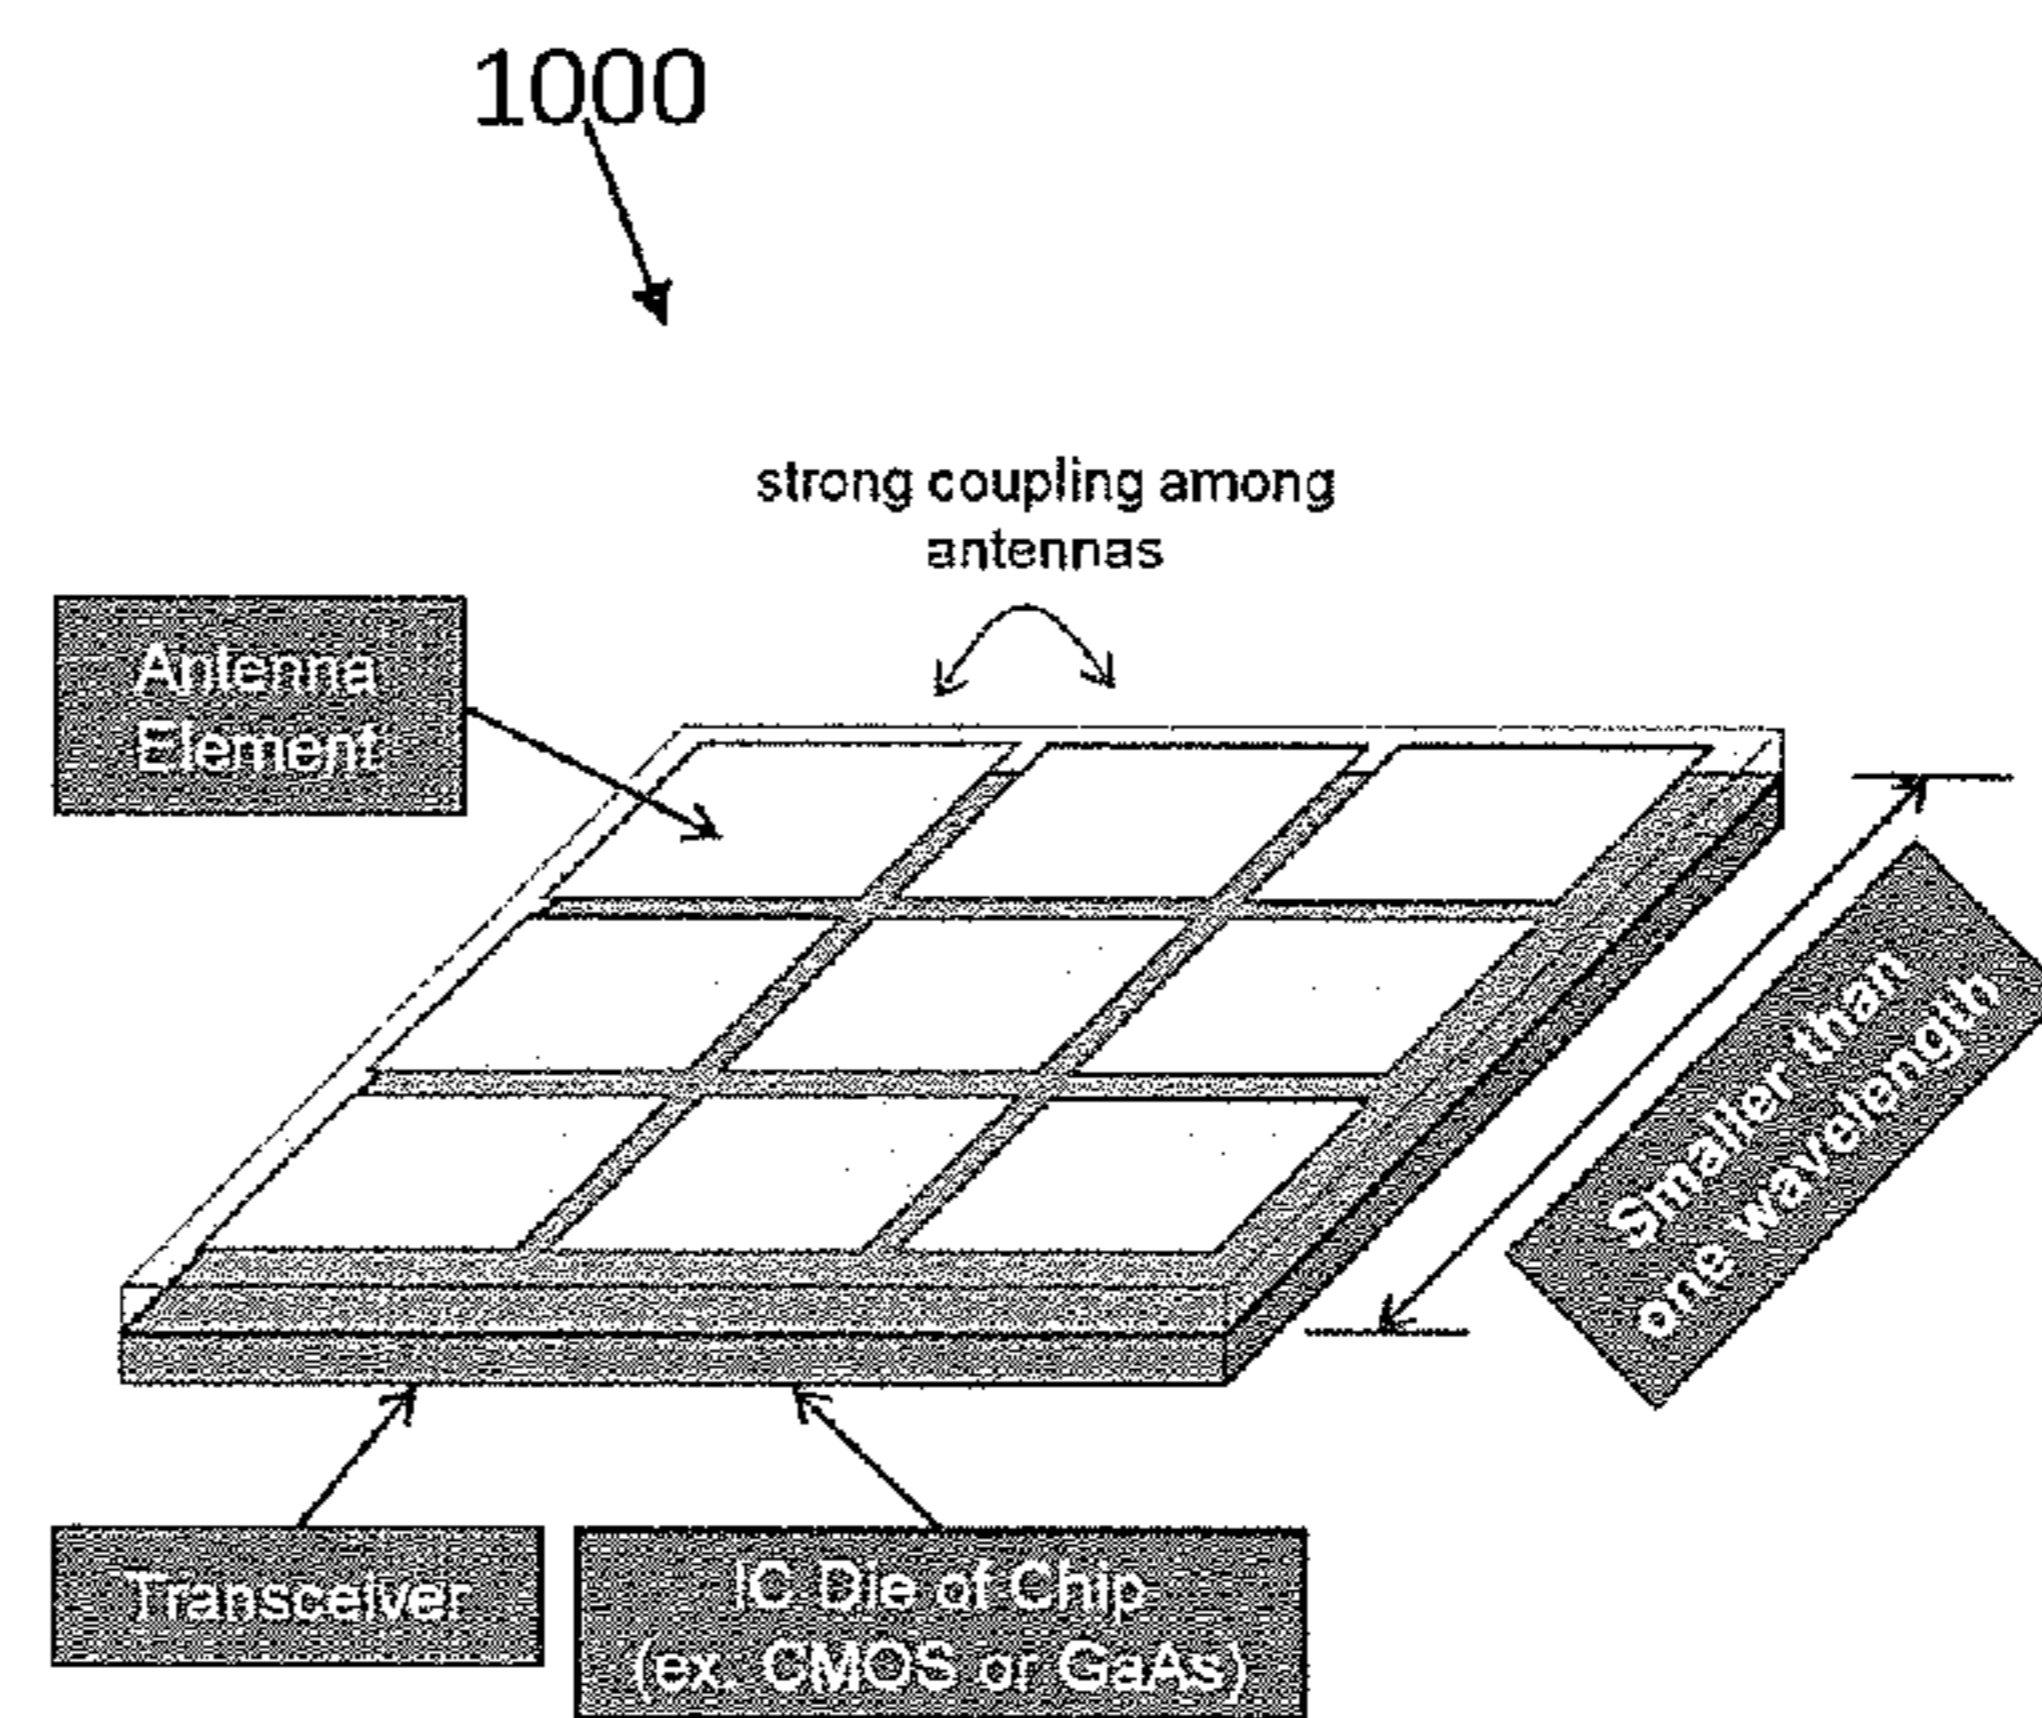 1000
strong coupling among
antennas
Antenna
Element
Smaller than
one wavelength
Transceiver
IC Die of Chip
(ex. CMOS or GaAs)